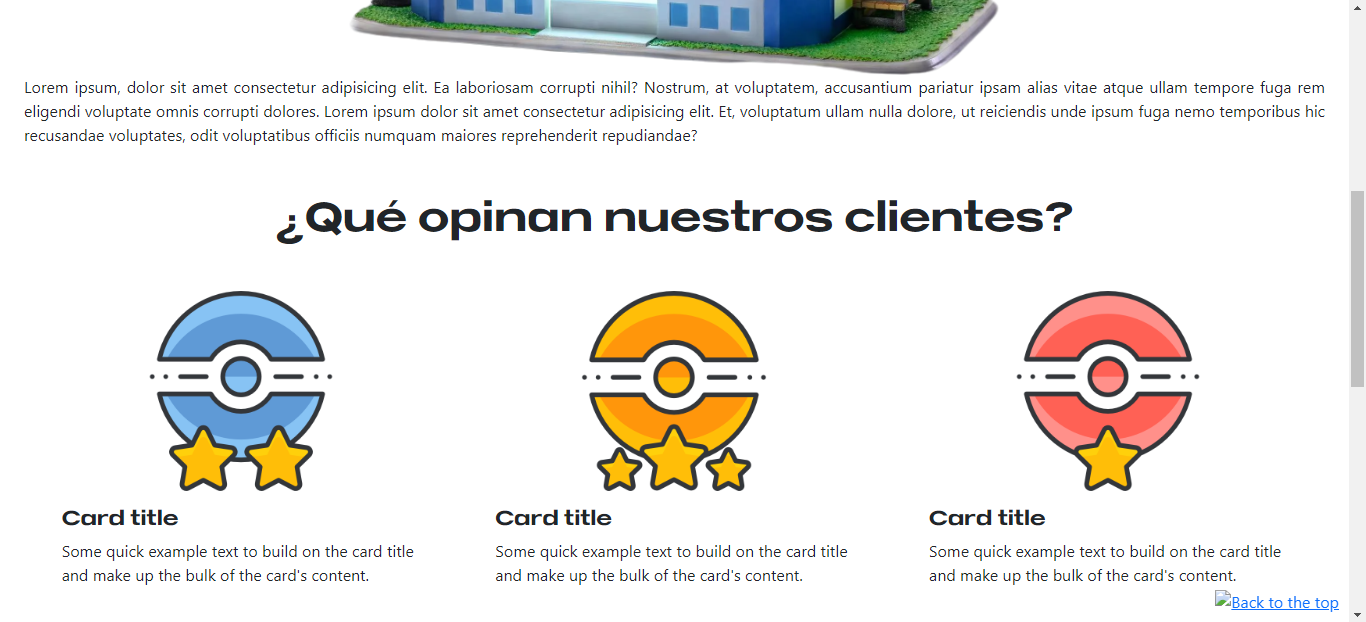 Lorem ipsum, dolor sit amet consectetur adipisicing elit. Ea laboriosam corrupti nihil? Nostrum, at voluptatem, accusantium pariatur ipsam alias vitae atque ullam tempore fuga rem
eligendi voluptate omnis corrupti dolores. Lorem ipsum dolor sit amet consectetur adipisicing elit. Et, voluptatum ullam nulla dolore, ut reiciendis unde ipsum fuga nemo temporibus hic
recusandae voluptates, odit voluptatibus officiis numquam maiores reprehenderit repudiandae?
¿Qué opinan nuestros clientes?
Card title
Some quick example text to build on the card title
and make up the bulk of the card's content.
Card title
Some quick example text to build on the card title
and make up the bulk of the card's content.
Card title
Some quick example text to build on the card title
and make up the bulk of the card's content.
Back to the top